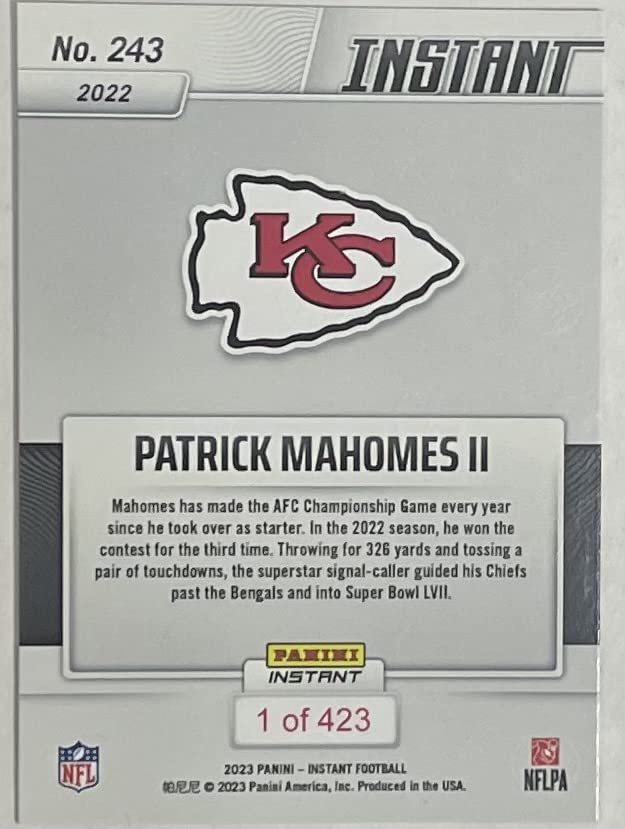 No. 243
INSTANT
2022
KC
PATRICK MAHOMES II
Mahomes has made the AFC Championship Game every year
since he took over as starter. In the 2022 season, he won the
contest for the third time. Throwing for 326 yards and tossing a
pair of touchdowns, the superstar signal-caller guided his Chiefs
past the Bengals and into Super Bowl LVII.
PANINI
INSTANT
1 of 423
NFL
2023 PANINI – INSTANT FOOTBALL
帕尼尼 © 2023 Panini America, Inc. Produced in the USA.
NFLPA